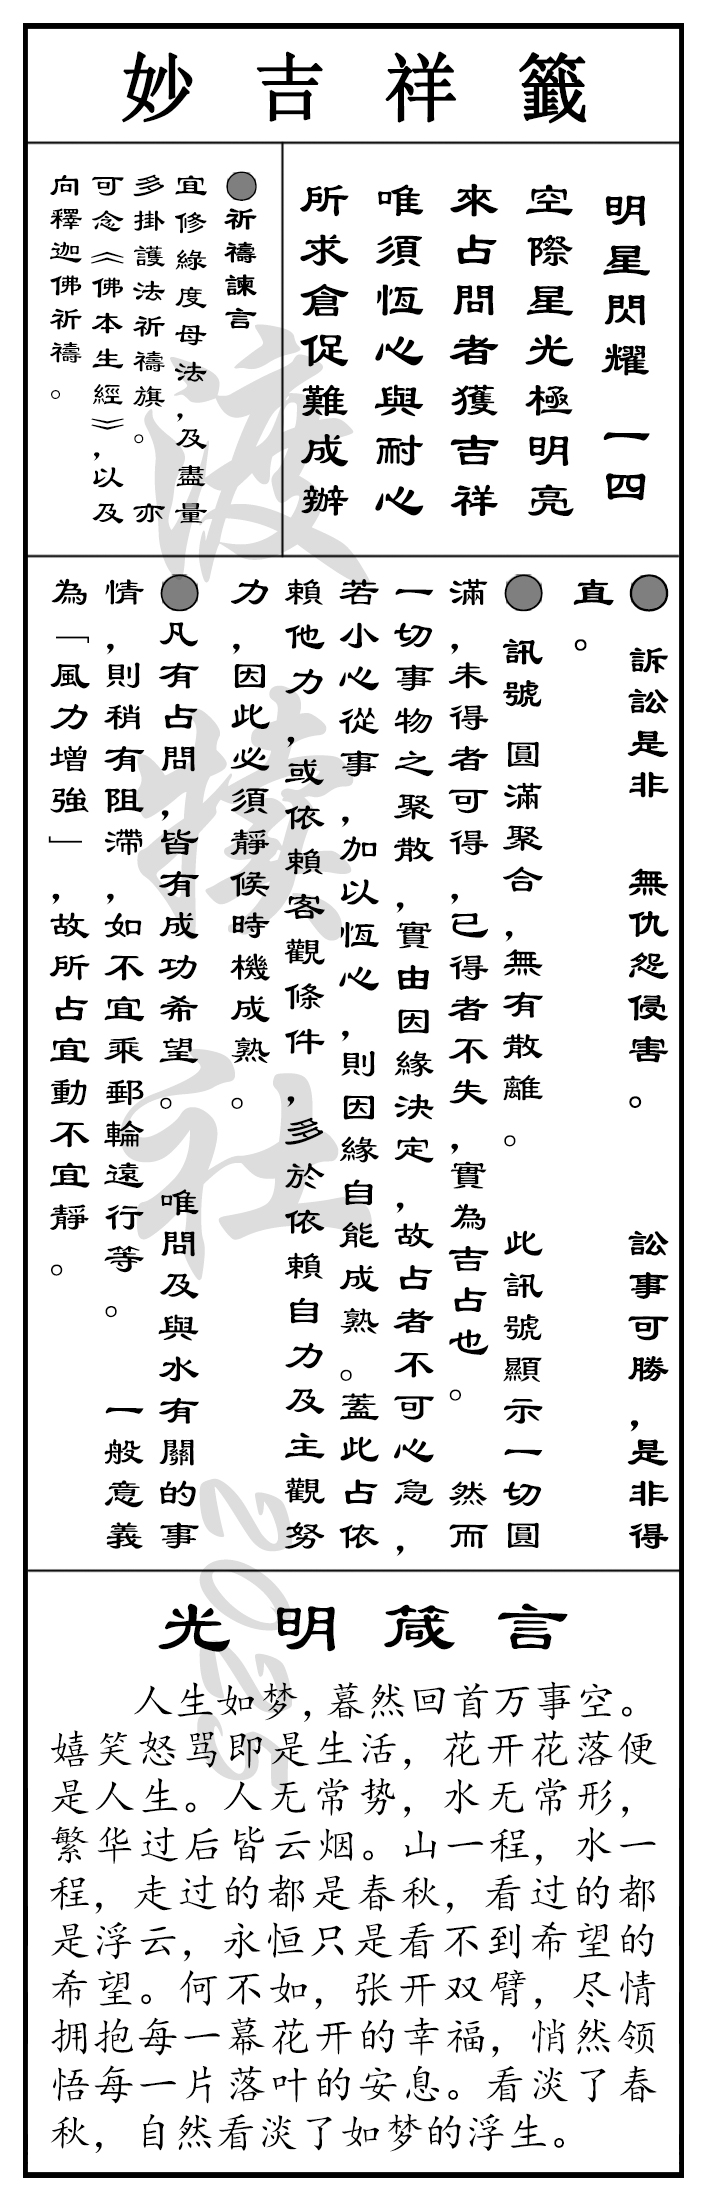 妙吉祥籤
明星閃耀 一四
空際星光極明亮
來占問者獲吉祥
唯須恆心與耐心
所求倉促難成辦
●祈禱諫言
宜修綠度母法，及盡量
多掛護法祈禱旗。亦
可念《佛本生經》，以及
向釋迦佛祈禱。
● 訴訟是非 無仇怨侵害。 訟事可勝，是非得
直。
● 訊號 圓滿聚合，無有散離。 此訊號顯示一切圓
滿，未得者可得，已得者不失，實為吉占也。 然而
一切事物之聚散，實由因緣決定，故占者不可心急，
若小心從事，加以恆心，則因緣自能成熟。蓋此占依
賴他力，或依賴客觀條件，多於依賴自力及主觀努
力，因此必須靜候時機成熟。
●凡有占問，皆有成功希望。 唯問及與水有關的事
情，則稍有阻滯，如不宜乘郵輪遠行等。 一般意義
為「風力增強」，故所占宜動不宜靜。
光明箴言
人生如梦，暮然回首万事空。
嬉笑怒骂即是生活，花开花落便
是人生。人无常势，水无常形，
繁华过后皆云烟。山一程，水一
程，走过的都是春秋，看过的都
是浮云，永恒只是看不到希望的
希望。何不如，张开双臂，尽情
拥抱每一幕花开的幸福，悄然领
悟每一片落叶的安息。看淡了春
秋，自然看淡了如梦的浮生。
渡犊社
2025